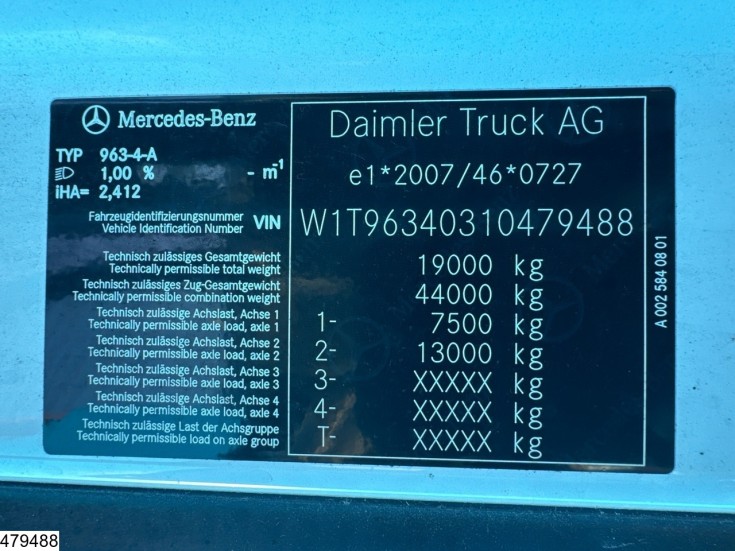 Mercedes-Benz
Daimler Truck AG
TYP 963-4-A
1,00 % - m-1
iHA= 2,412
e1*2007/46*0727
Fahrzeugidentifizierungsnummer
Vehicle Identification Number VIN W1T96340310479488
Technisch zulässiges Gesamtgewicht
Technically permissible total weight 19000 kg
Technisch zulässiges Zug-Gesamtgewicht
Technically permissible combination weight 44000 kg
Technisch zulässige Achslast, Achse 1
Technically permissible axle load, axle 1 1- 7500 kg
Technisch zulässige Achslast, Achse 2
Technically permissible axle load, axle 2 2- 13000 kg
Technisch zulässige Achslast, Achse 3
Technically permissible axle load, axle 3 3- XXXXX kg
Technisch zulässige Achslast, Achse 4
Technically permissible axle load, axle 4 4- XXXXX kg
Technisch zulässige Last der Achsgruppe
Technically permissible load on axle group T- XXXXX kg
A 002 584 08 01
479488